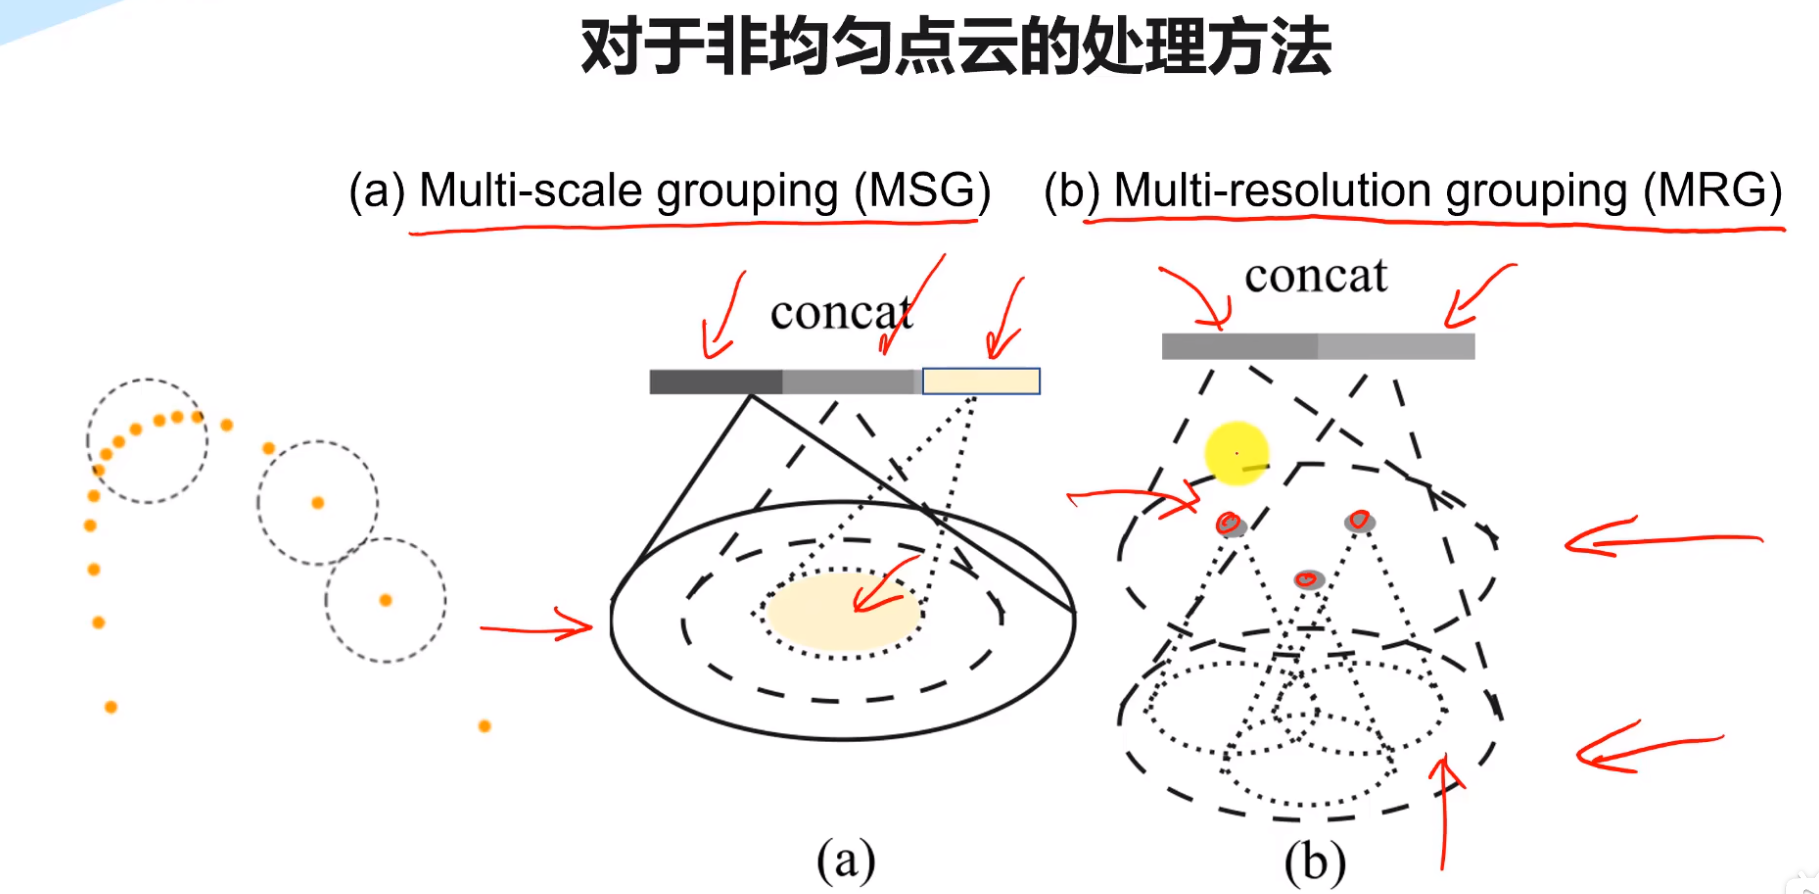 对于非均匀点云的处理方法
(a) Multi-scale grouping (MSG)
(b) Multi-resolution grouping (MRG)
concat
concat
(a)
(b)